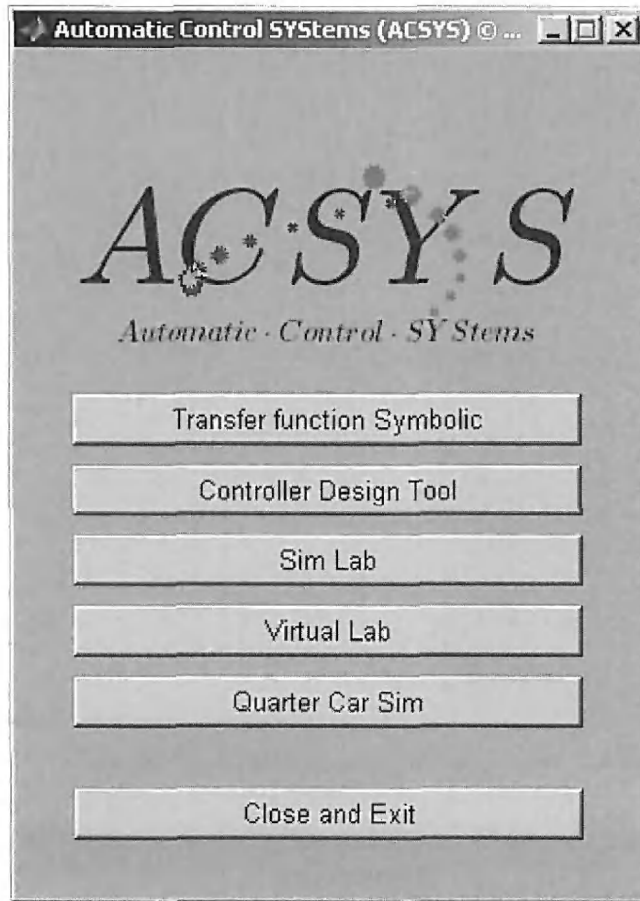 Automatic Control SYStems (ACSYS) © ...
ACSYS
Automatic · Control · SYStems
Transfer function Symbolic
Controller Design Tool
Sim Lab
Virtual Lab
Quarter Car Sim
Close and Exit